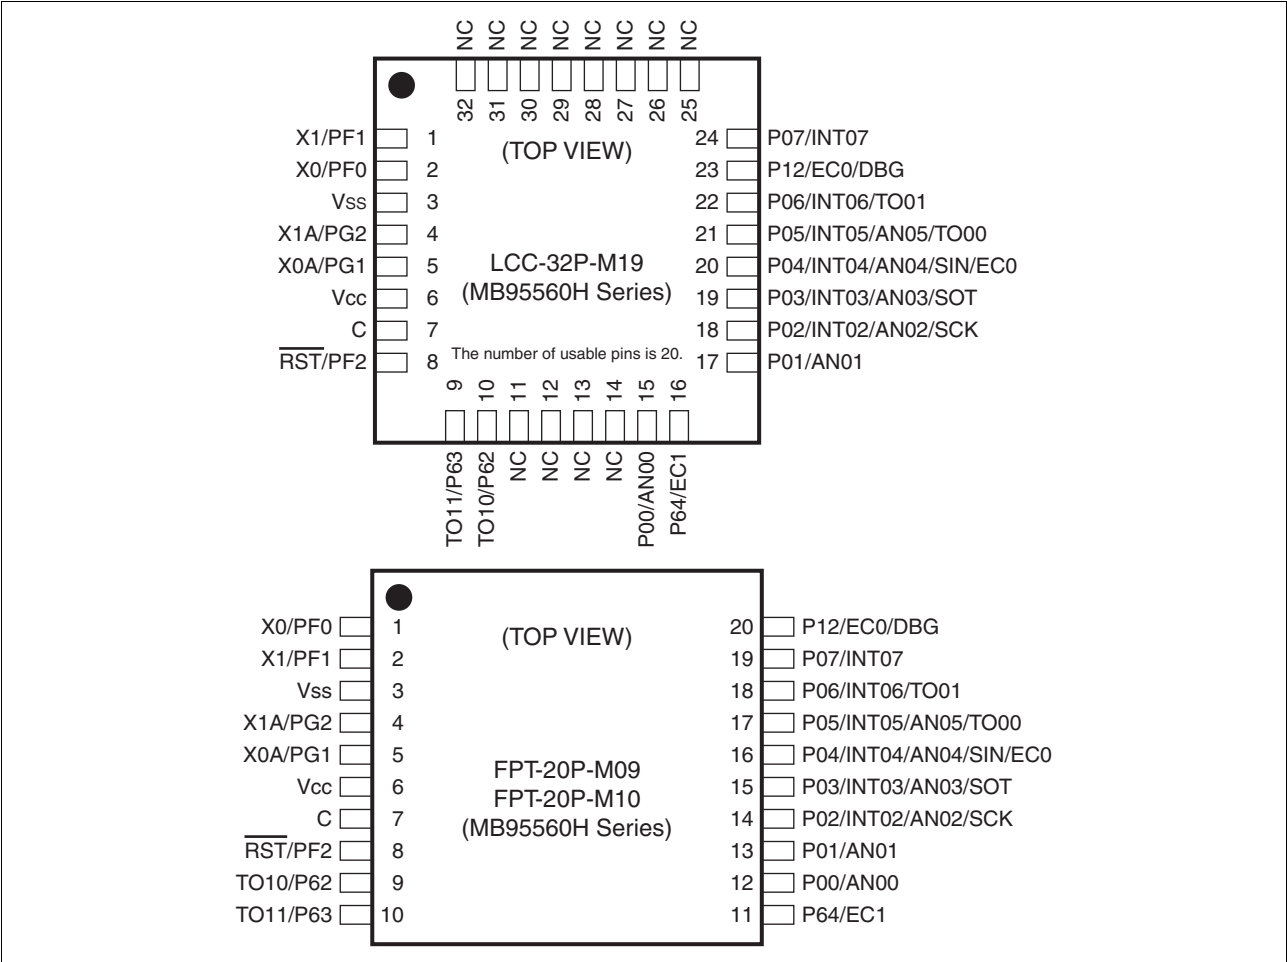 NC NC NC NC NC NC NC NC
32 31 30 29 28 27 26 25
(TOP VIEW)
X1/PF1 1
X0/PF0 2
Vss 3
X1A/PG2 4
X0A/PG1 5
Vcc 6
C 7
RST/PF2 8
24 P07/INT07
23 P12/EC0/DBG
22 P06/INT06/TO01
21 P05/INT05/AN05/TO00
20 P04/INT04/AN04/SIN/EC0
19 P03/INT03/AN03/SOT
18 P02/INT02/AN02/SCK
17 P01/AN01
LCC-32P-M19
(MB95560H Series)
The number of usable pins is 20.
9 10 11 12 13 14 15 16
TO11/P63 TO10/P62 NC NC NC NC P00/AN00 P64/EC1
(TOP VIEW)
X0/PF0 1
X1/PF1 2
Vss 3
X1A/PG2 4
X0A/PG1 5
Vcc 6
C 7
RST/PF2 8
TO10/P62 9
TO11/P63 10
20 P12/EC0/DBG
19 P07/INT07
18 P06/INT06/TO01
17 P05/INT05/AN05/TO00
16 P04/INT04/AN04/SIN/EC0
15 P03/INT03/AN03/SOT
14 P02/INT02/AN02/SCK
13 P01/AN01
12 P00/AN00
11 P64/EC1
FPT-20P-M09
FPT-20P-M10
(MB95560H Series)